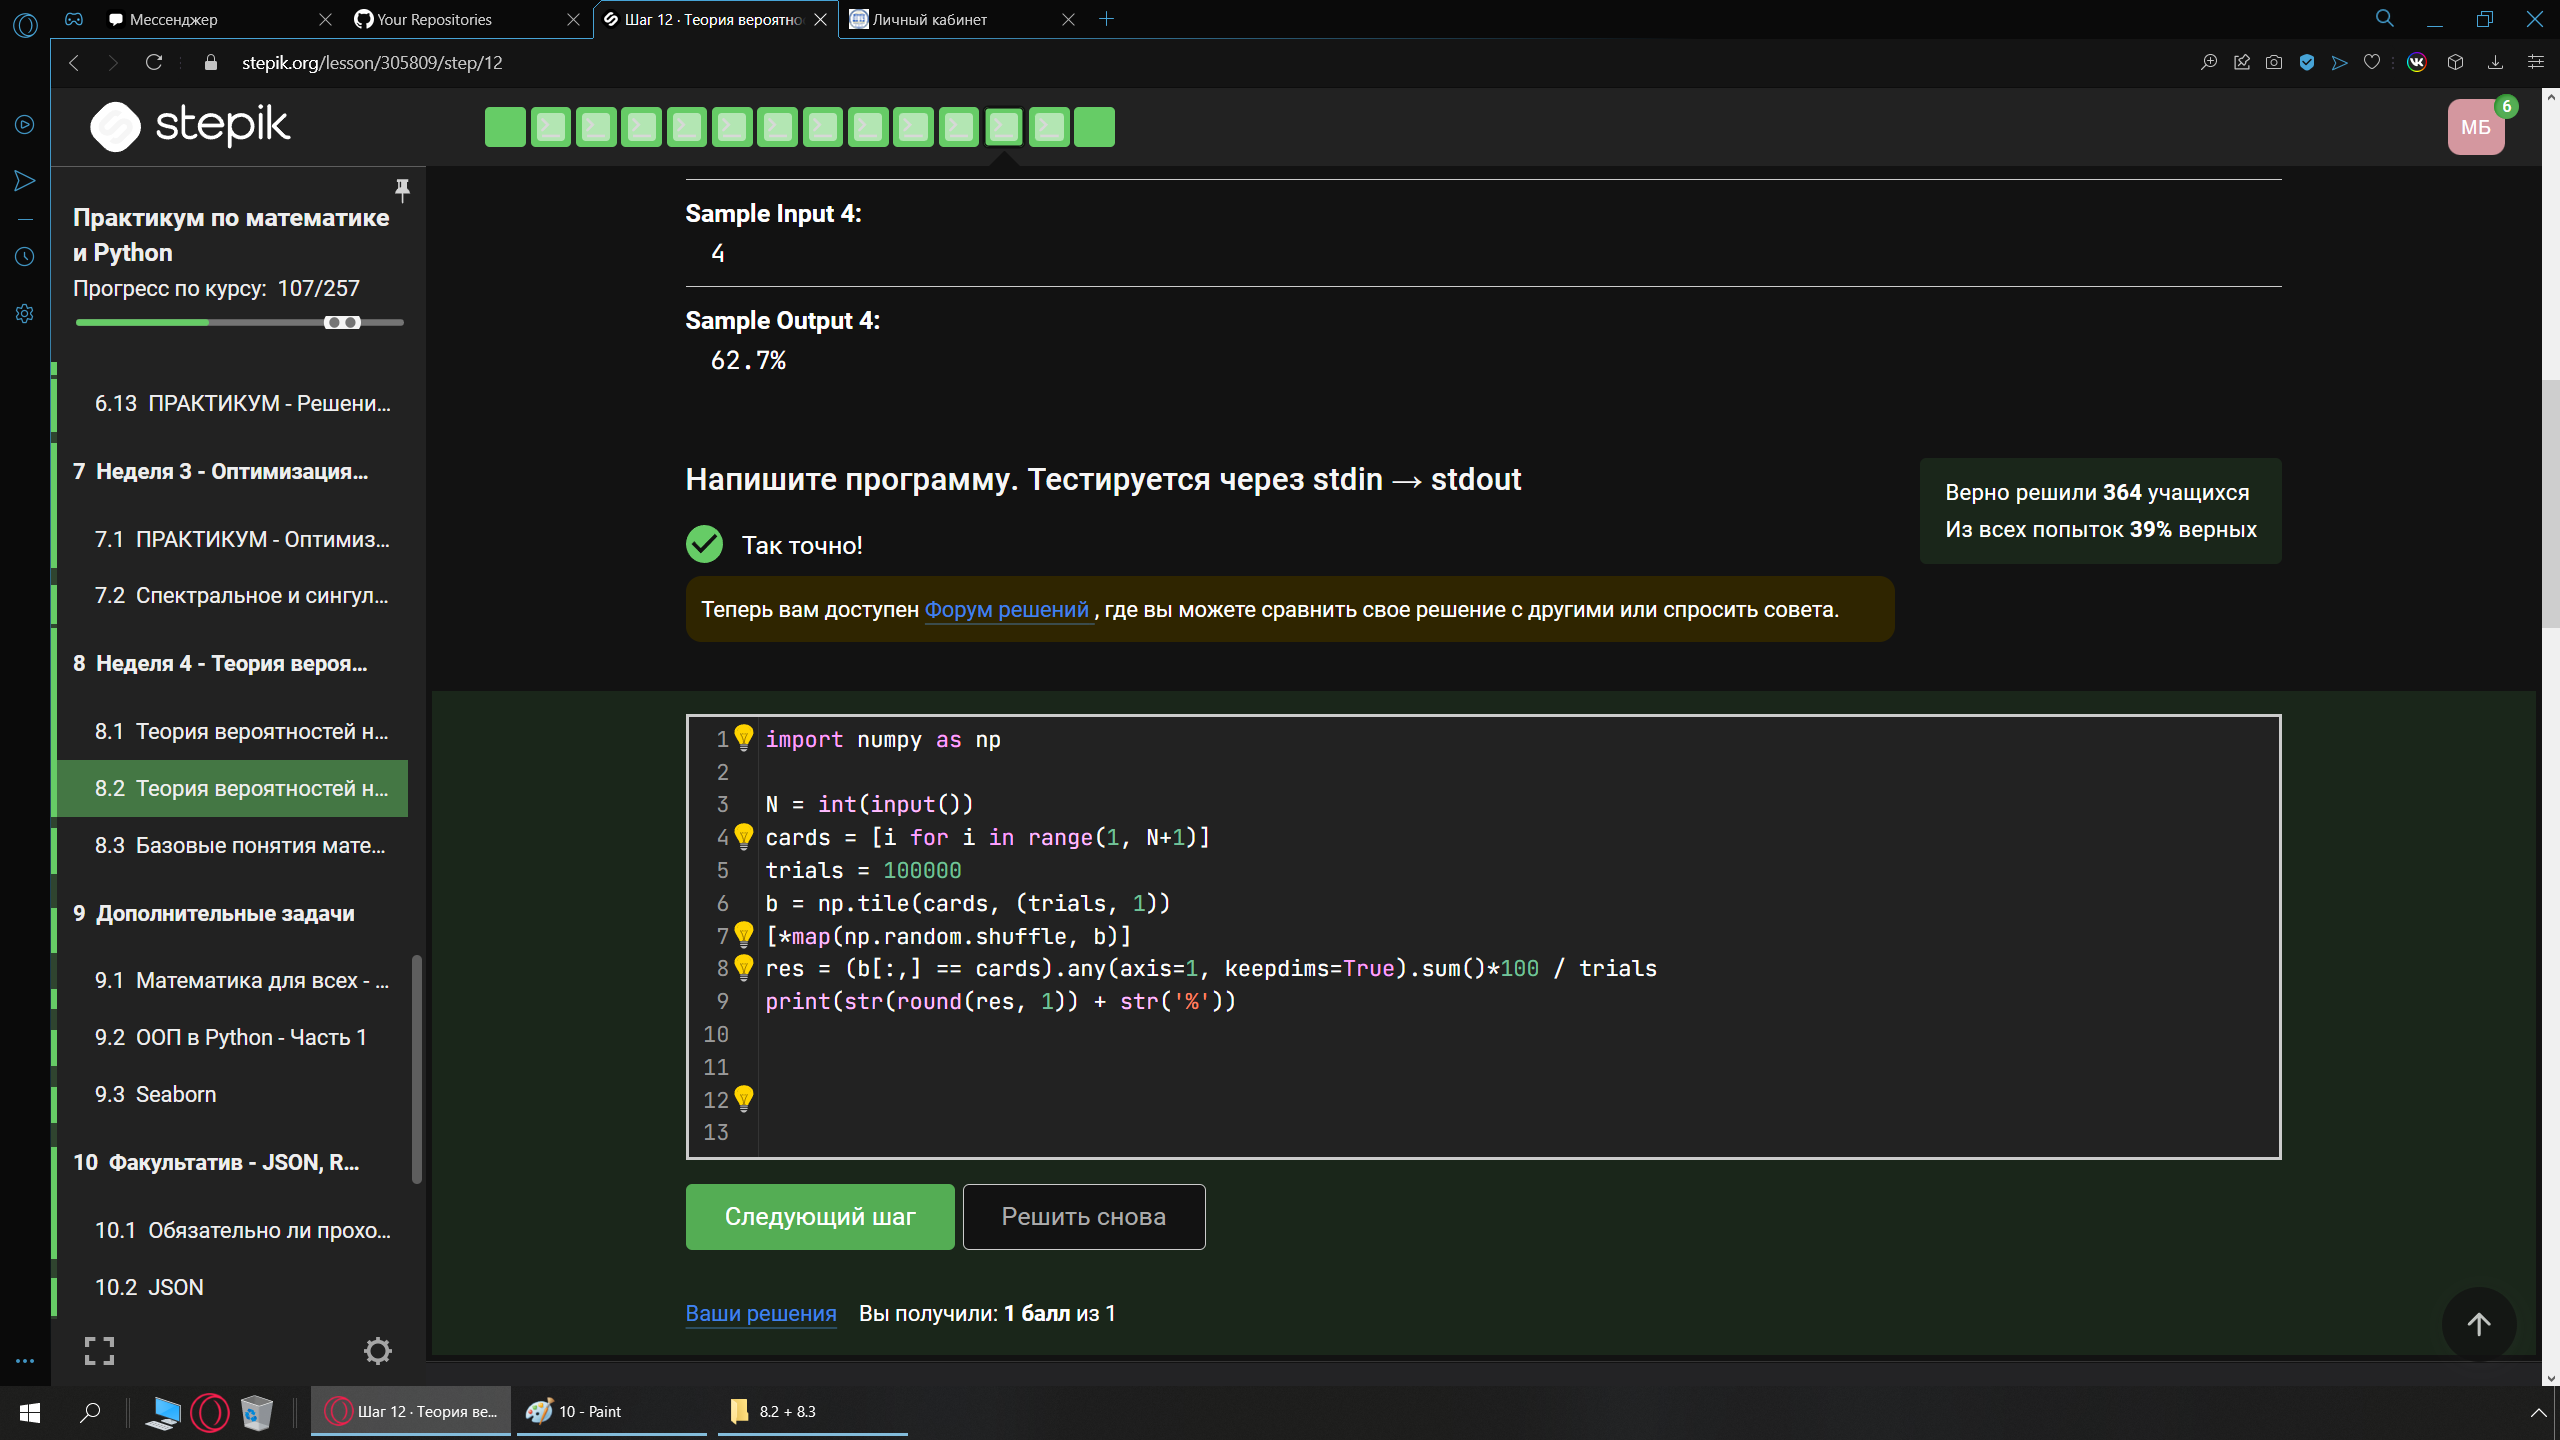 Мессенджер
Your Repositories
Шаг 12 · Теория вероятно
Личный кабинет
stepik.org/lesson/305809/step/12
stepik
МБ
6
Практикум по математике
и Python
Прогресс по курсу: 107/257
6.13 ПРАКТИКУМ - Решени...
7 Неделя 3 - Оптимизация...
7.1 ПРАКТИКУМ - Оптимиз...
7.2 Спектральное и сингул...
8 Неделя 4 - Теория вероя...
8.1 Теория вероятностей н...
8.2 Теория вероятностей н...
8.3 Базовые понятия мате...
9 Дополнительные задачи
9.1 Математика для всех - ...
9.2 ООП в Python - Часть 1
9.3 Seaborn
10 Факультатив - JSON, R...
10.1 Обязательно ли прохо...
10.2 JSON
Sample Input 4:
4
Sample Output 4:
62.7%
Напишите программу. Тестируется через stdin → stdout
Верно решили 364 учащихся
Из всех попыток 39% верных
Так точно!
Теперь вам доступен Форум решений , где вы можете сравнить свое решение с другими или спросить совета.
1 import numpy as np
2
3 N = int(input())
4 cards = [i for i in range(1, N+1)]
5 trials = 100000
6 b = np.tile(cards, (trials, 1))
7 [*map(np.random.shuffle, b)]
8 res = (b[:,] == cards).any(axis=1, keepdims=True).sum()*100 / trials
9 print(str(round(res, 1)) + str('%'))
10
11
12
13
Следующий шаг
Решить снова
Ваши решения Вы получили: 1 балл из 1
Шаг 12 · Теория ве...
10 - Paint
8.2 + 8.3